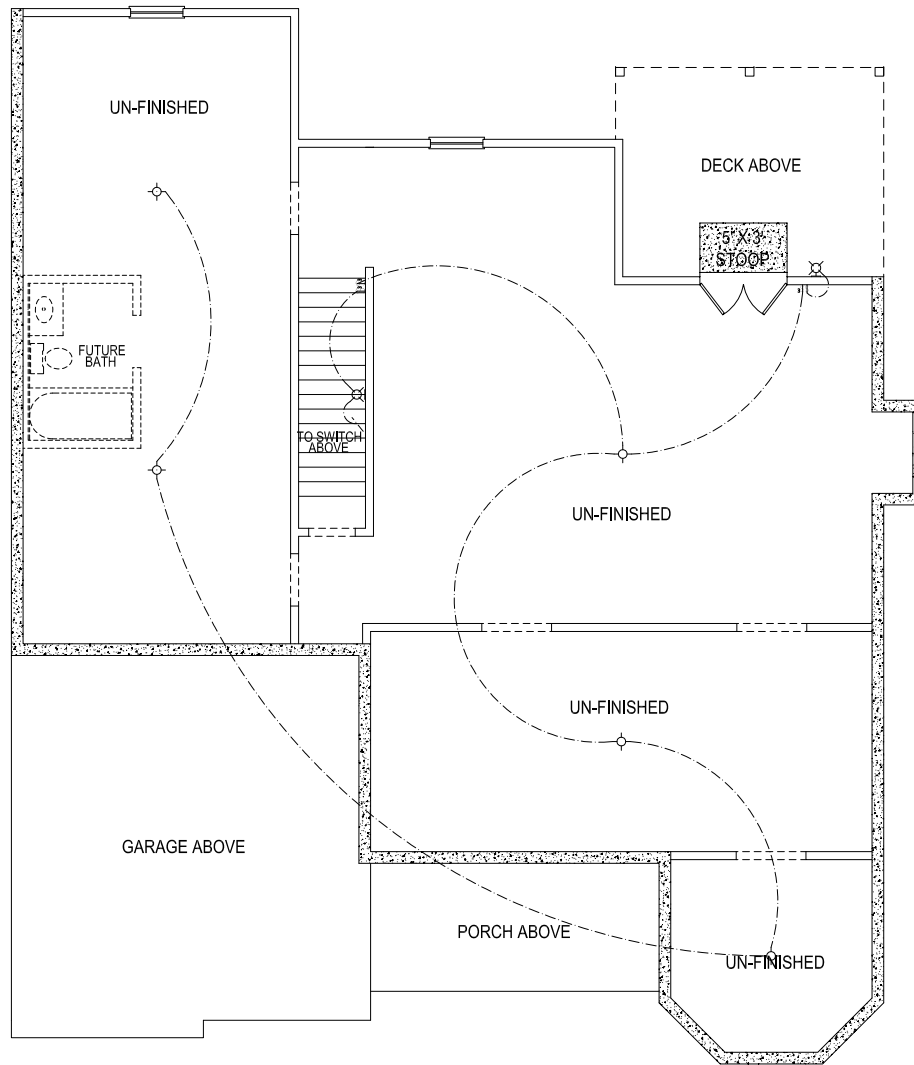 UN-FINISHED
DECK ABOVE
5' X 3'
STOOP
FUTURE
BATH
TO SWITCH
ABOVE
UN-FINISHED
UN-FINISHED
GARAGE ABOVE
PORCH ABOVE
UN-FINISHED